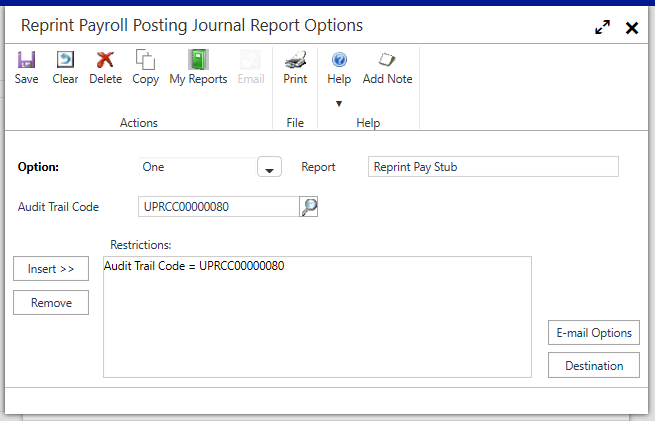 Reprint Payroll Posting Journal Report Options
Save Clear Delete Copy My Reports Email Print Help Add Note
Actions File Help
Option: One Report Reprint Pay Stub
Audit Trail Code UPRCC00000080
Restrictions:
Insert >> Audit Trail Code = UPRCC00000080
Remove
E-mail Options
Destination